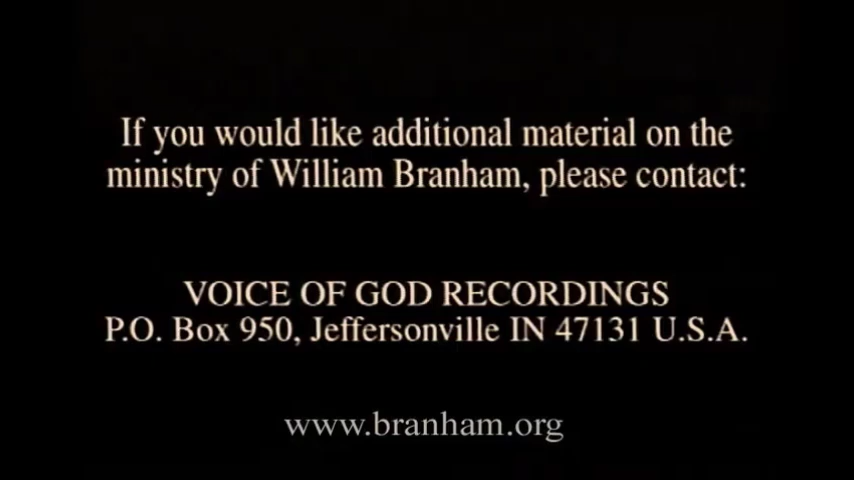 If you would like additional material on the
ministry of William Branham, please contact:
VOICE OF GOD RECORDINGS
P.O. Box 950, Jeffersonville IN 47131 U.S.A.
www.branham.org